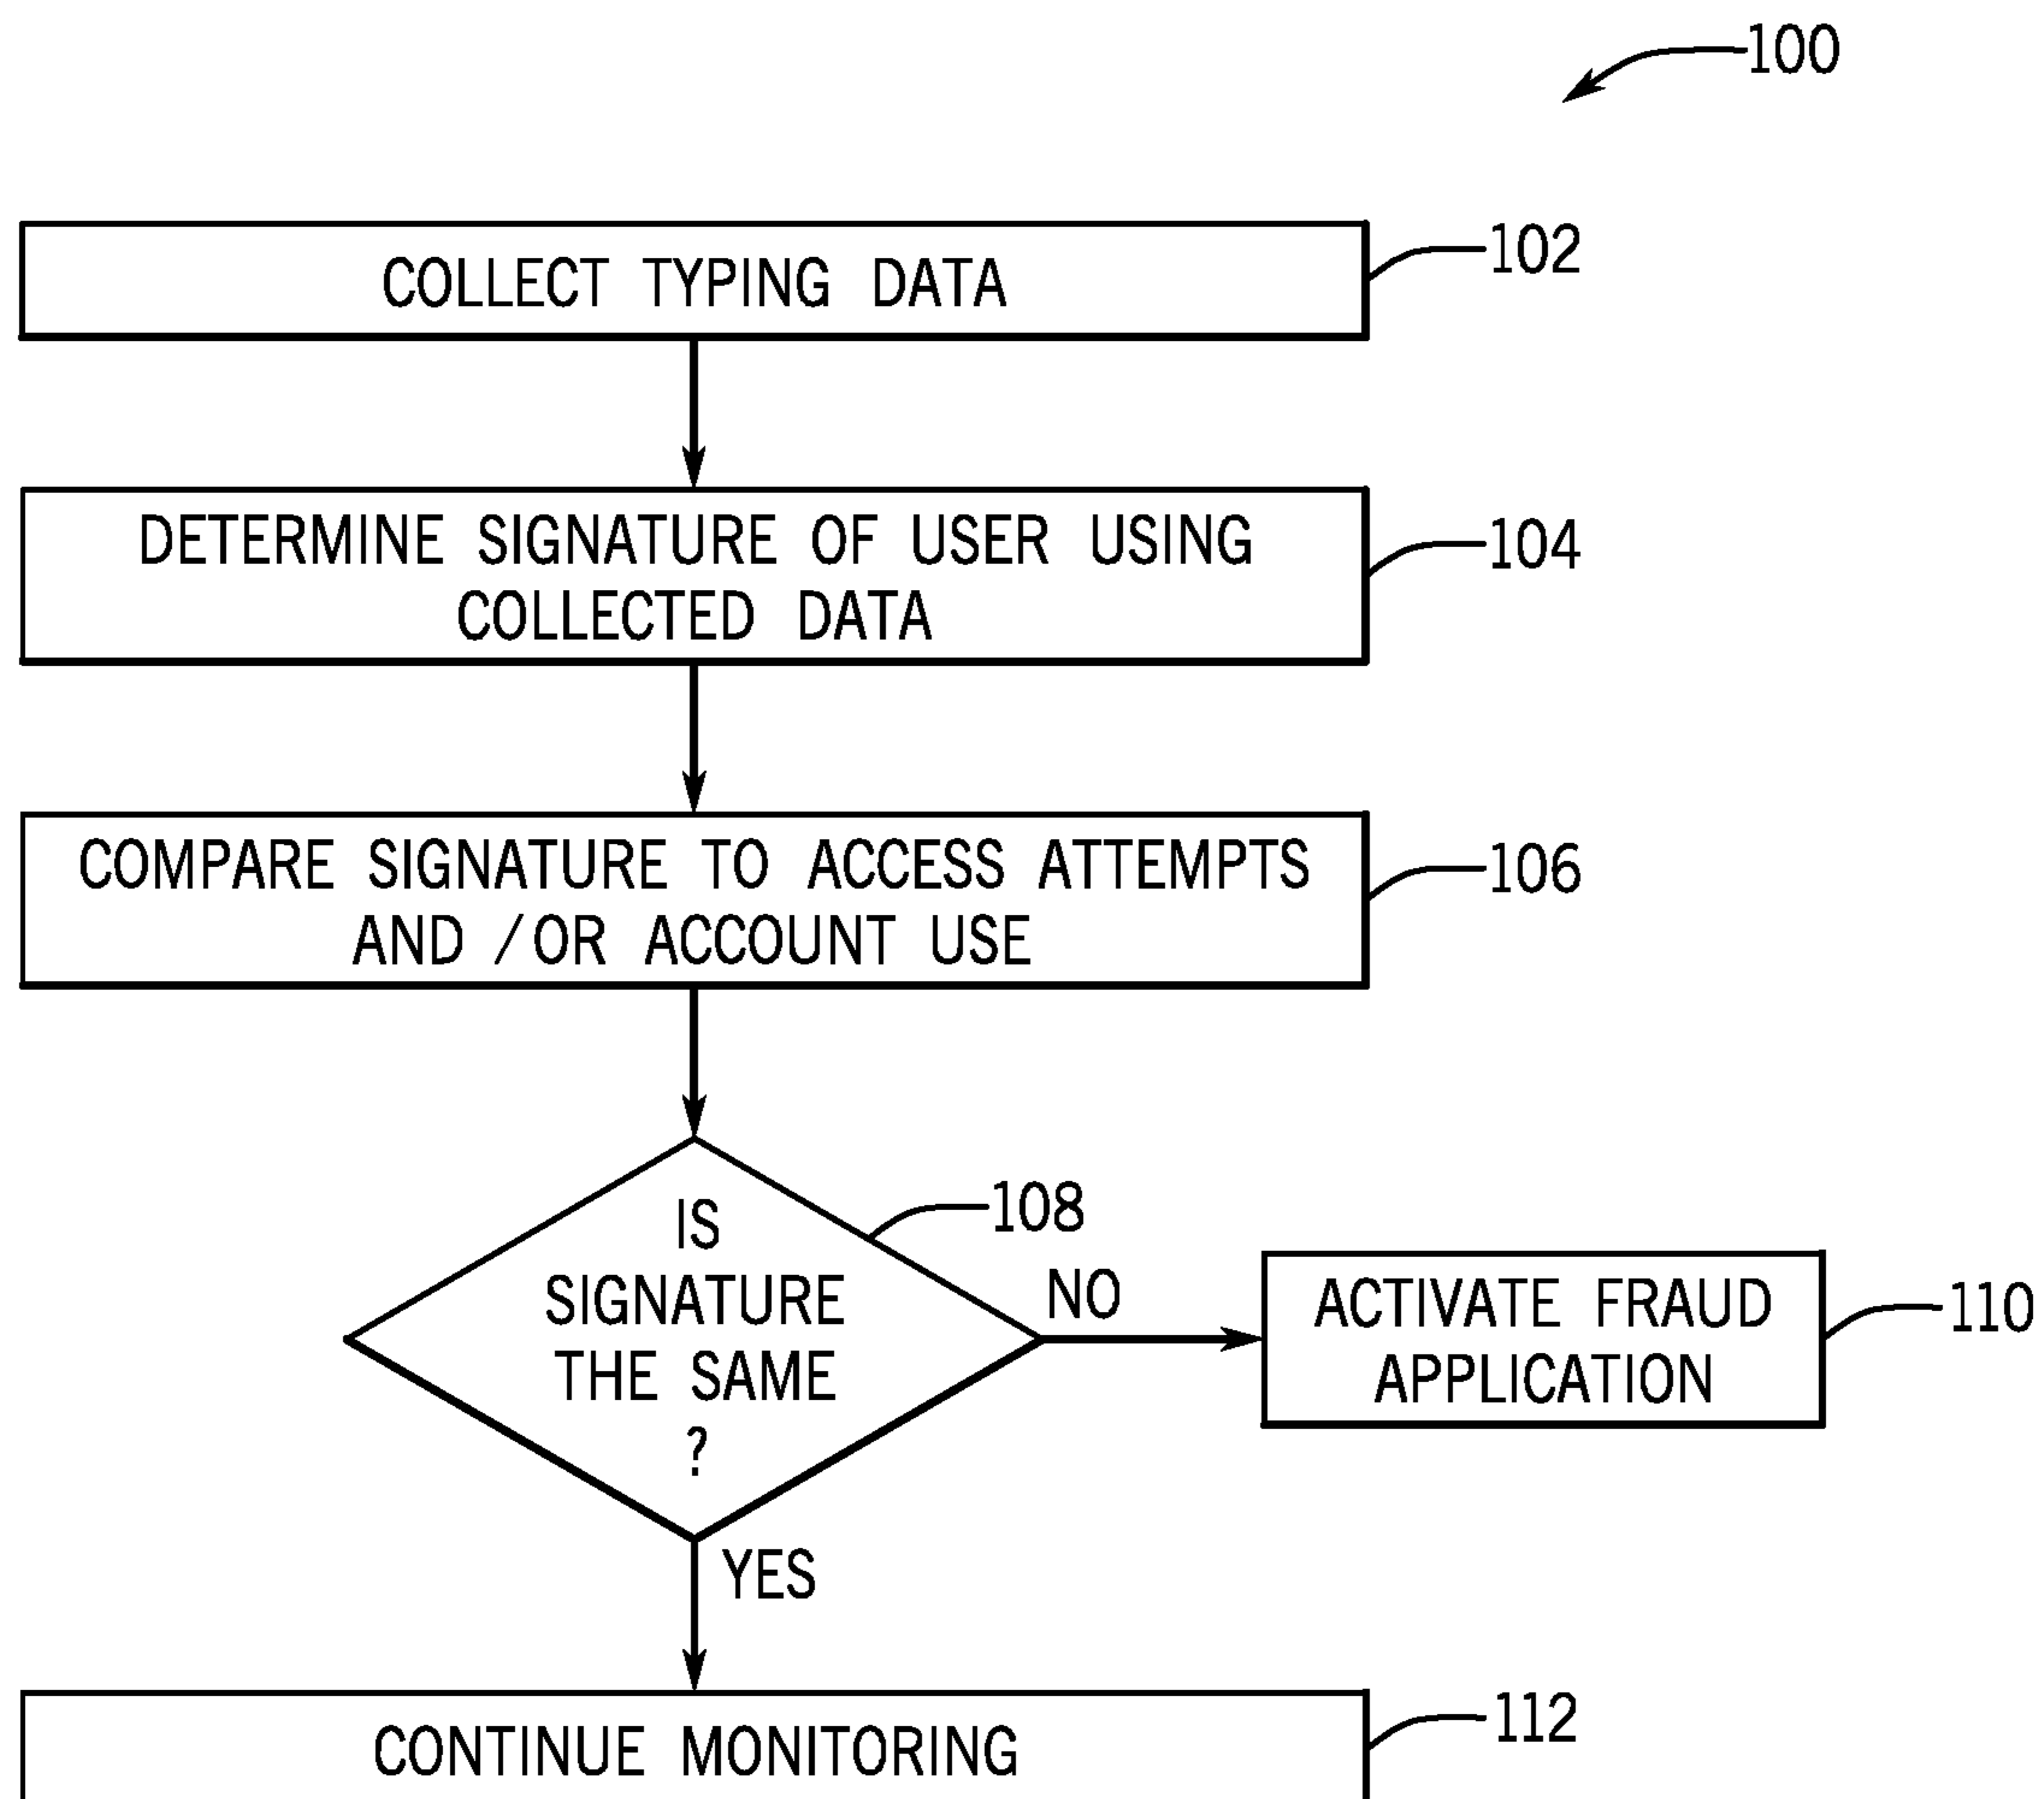 100
COLLECT TYPING DATA
102
DETERMINE SIGNATURE OF USER USING
COLLECTED DATA
104
COMPARE SIGNATURE TO ACCESS ATTEMPTS
AND /OR ACCOUNT USE
106
IS
SIGNATURE
THE SAME
?
108
NO
ACTIVATE FRAUD
APPLICATION
110
YES
CONTINUE MONITORING
112